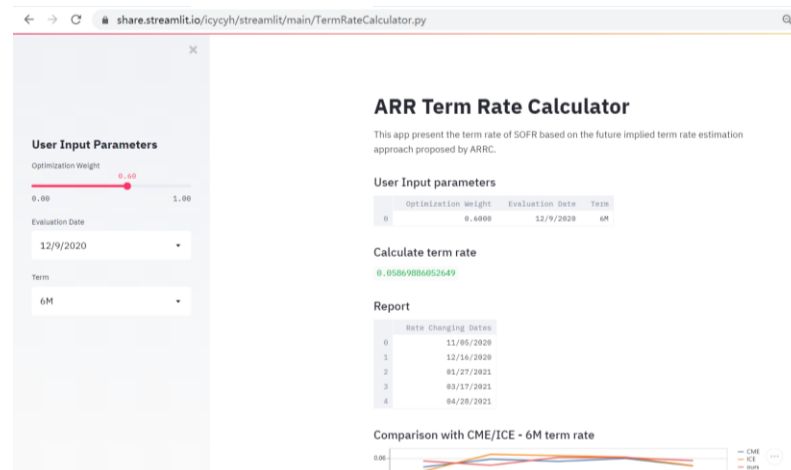 share.streamlit.io/icycyh/streamlit/main/TermRateCalculator.py
User Input Parameters
Optimization Weight
0.60
0.00 1.00
Evaluation Date
12/9/2020
Term
6M
ARR Term Rate Calculator
This app present the term rate of SOFR based on the future implied term rate estimation
approach proposed by ARRC.
User Input parameters
Optimization Weight Evaluation Date Term
0 0.6000 12/9/2020 6M
Calculate term rate
0.05869886052649
Report
Rate Changing Dates
0 11/05/2020
1 12/16/2020
2 01/27/2021
3 03/17/2021
4 04/28/2021
Comparison with CME/ICE - 6M term rate
0.06
CME
ICE
ours